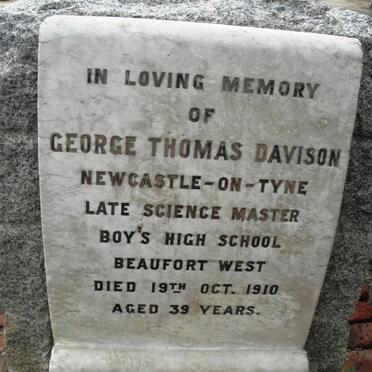 IN LOVING MEMORY
OF
GEORGE THOMAS DAVISON
NEWCASTLE-ON-TYNE
LATE SCIENCE MASTER
BOY'S HIGH SCHOOL
BEAUFORT WEST
DIED 19TH OCT. 1910
AGED 39 YEARS.